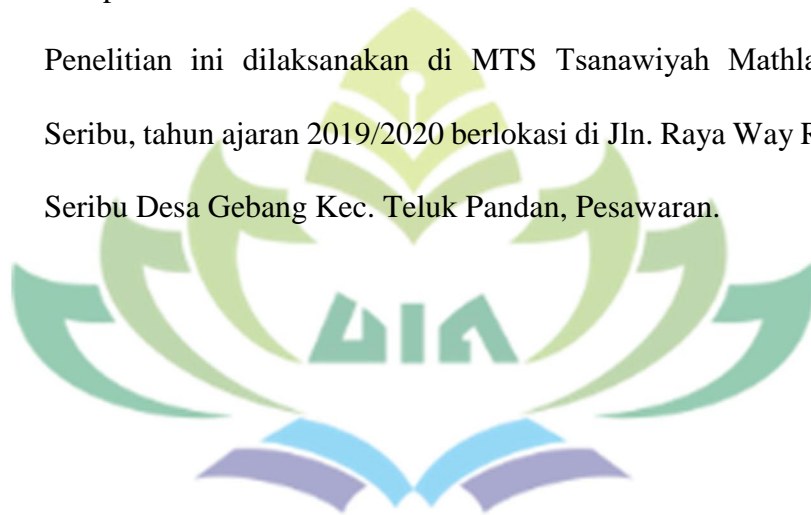 Penelitian ini dilaksanakan di MTS Tsanawiyah
Seribu, tahun ajaran 2019/2020 berlokasi di Jln. Raya Way
Seribu Desa Gebang Kec. Teluk Pandan, Pesawaran.
UIN